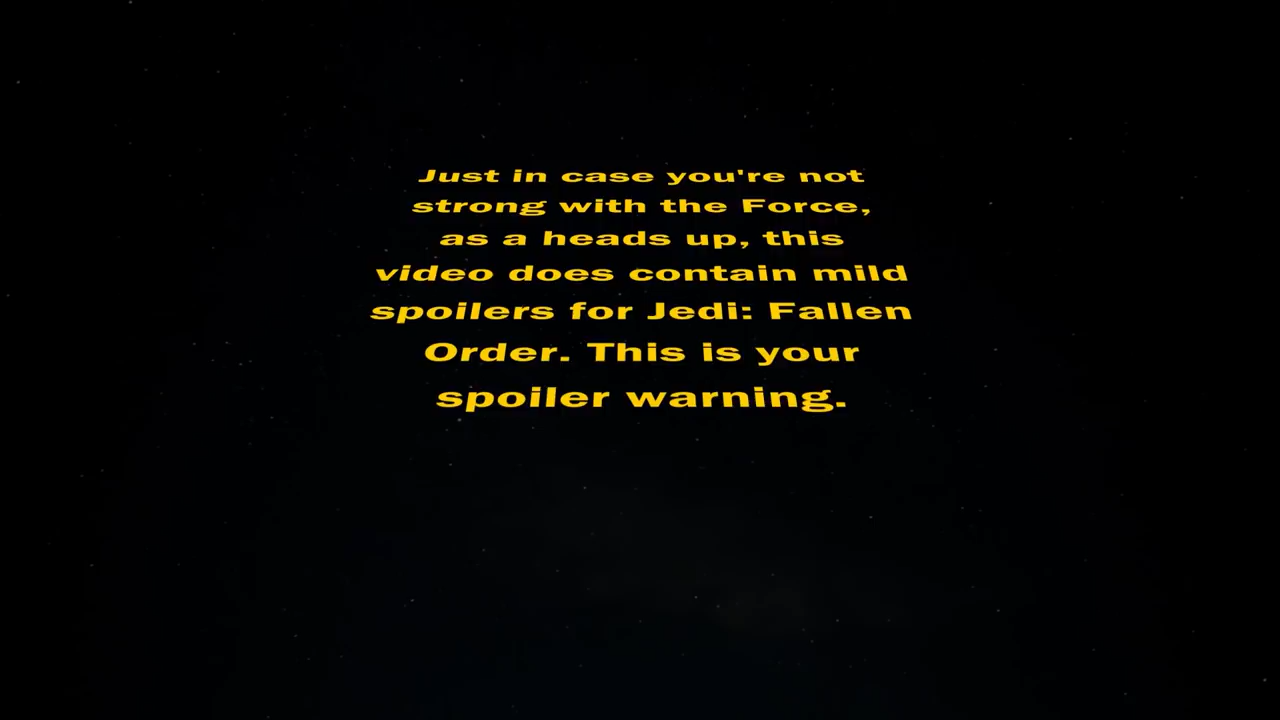 Just in case you're not
strong with the Force,
as a heads up, this
video does contain mild
spoilers for Jedi: Fallen
Order. This is your
spoiler warning.